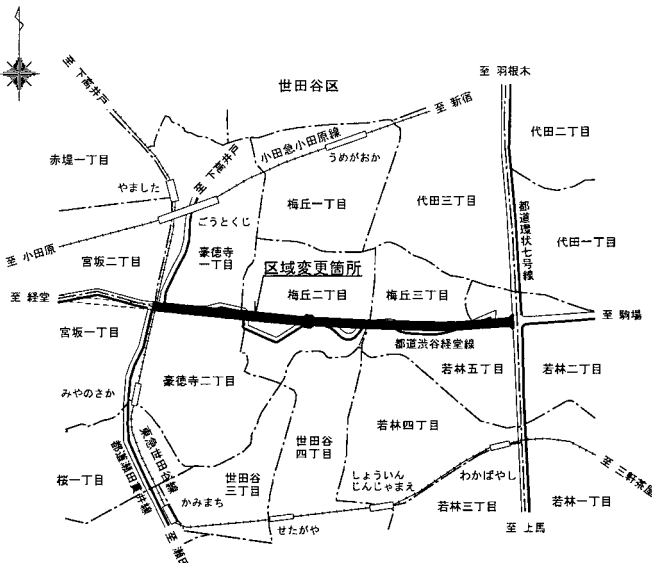 至 羽根木
至 下高井戸
世田谷区
至 新宿
代田二丁目
至 下高井戸
小田急小田原線
うめがおか
赤堤一丁目
やました
梅丘一丁目
代田三丁目
都道環状七号線
ごうとくじ
代田一丁目
至 小田原
宮坂二丁目
豪徳寺
一丁目
区域変更箇所
至 経堂
梅丘二丁目
梅丘三丁目
至 駒場
宮坂一丁目
都道渋谷経堂線
若林五丁目
若林二丁目
豪徳寺二丁目
みやのさか
若林四丁目
世田谷
四丁目
東急世田谷線
都道瀬田貫井線
桜一丁目
世田谷
三丁目
かみまち
しょういん
じんじゃまえ
わかばやし
至 三軒茶屋
せたがや
若林三丁目
若林一丁目
至 上馬
至 瀬田